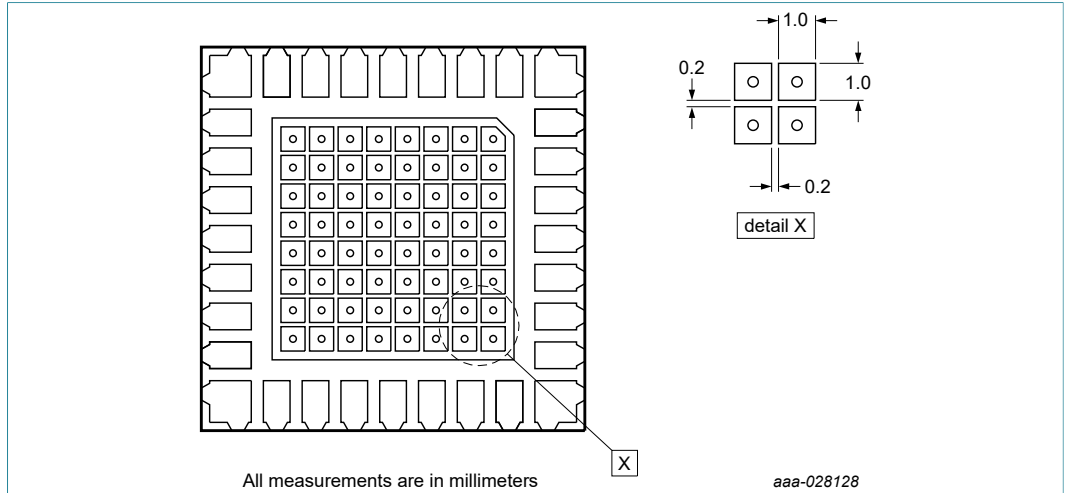 1.0
0.2
1.0
0.2
detail X
X
All measurements are in millimeters
aaa-028128